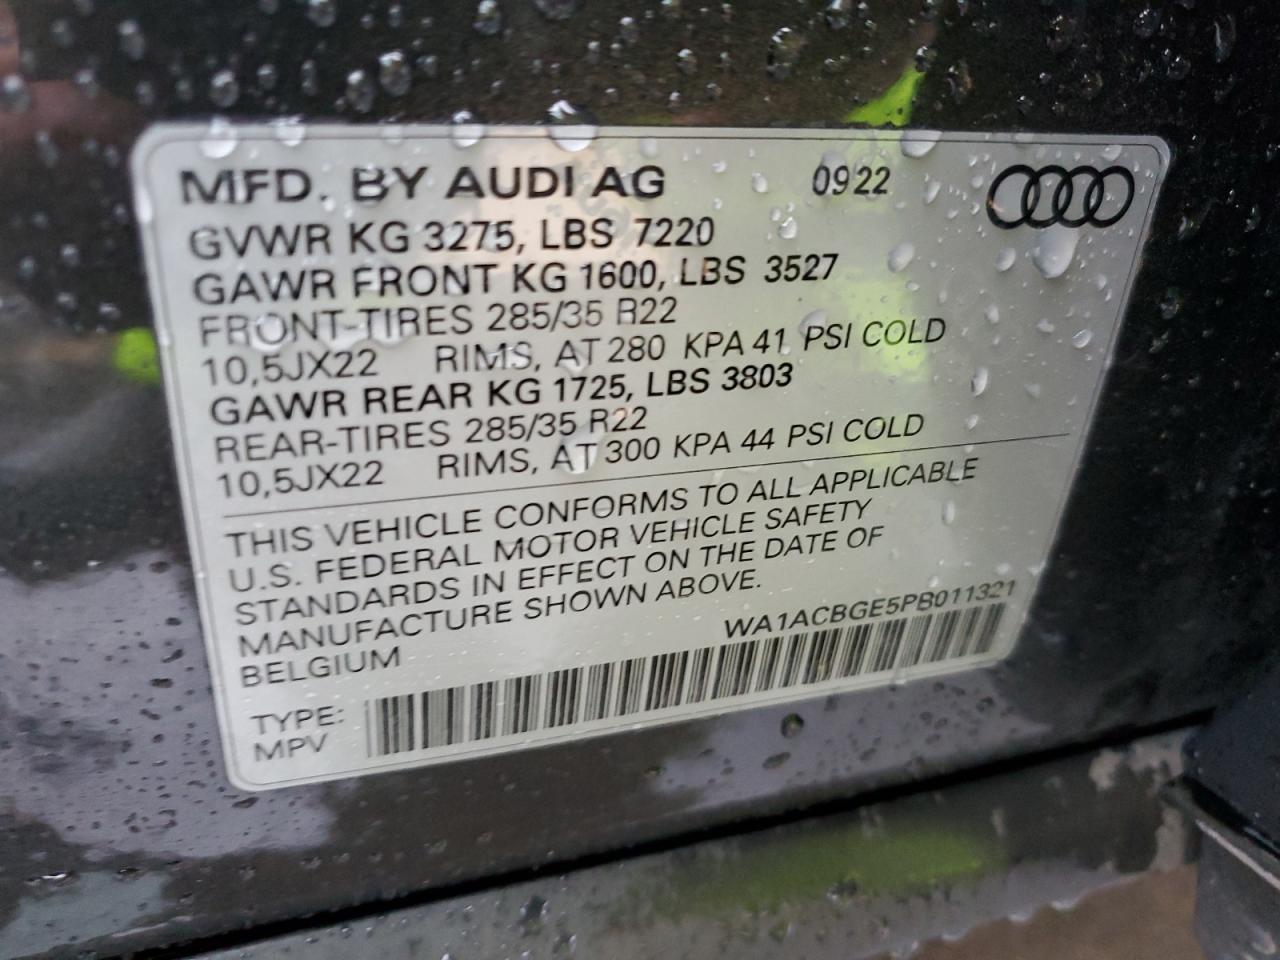 MFD. BY AUDI AG 0922
GVWR KG 3275, LBS 7220
GAWR FRONT KG 1600, LBS 3527
FRONT-TIRES 285/35 R22
10,5JX22 RIMS, AT 280 KPA 41 PSI COLD
GAWR REAR KG 1725, LBS 3803
REAR-TIRES 285/35 R22
10,5JX22 RIMS, AT 300 KPA 44 PSI COLD
THIS VEHICLE CONFORMS TO ALL APPLICABLE
U.S. FEDERAL MOTOR VEHICLE SAFETY
STANDARDS IN EFFECT ON THE DATE OF
MANUFACTURE SHOWN ABOVE.
BELGIUM WA1ACBGE5PB011321
TYPE:
MPV